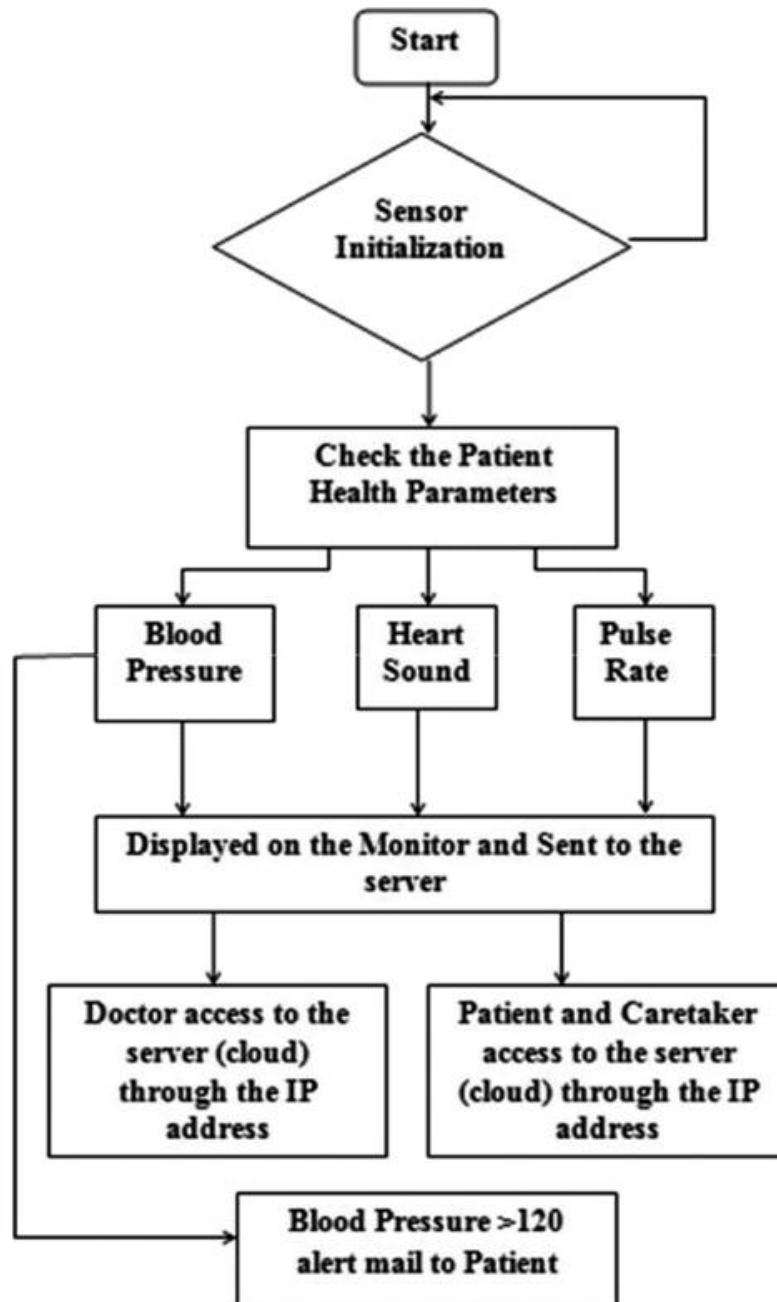 Start
Sensor
Initialization
Check the Patient
Health Parameters
Blood
Pressure
Heart
Sound
Pulse
Rate
Displayed on the Monitor and Sent to the
server
Doctor access to the
server (cloud)
through the IP
address
Patient and Caretaker
access to the server
(cloud) through the IP
address
Blood Pressure >120
alert mail to Patient